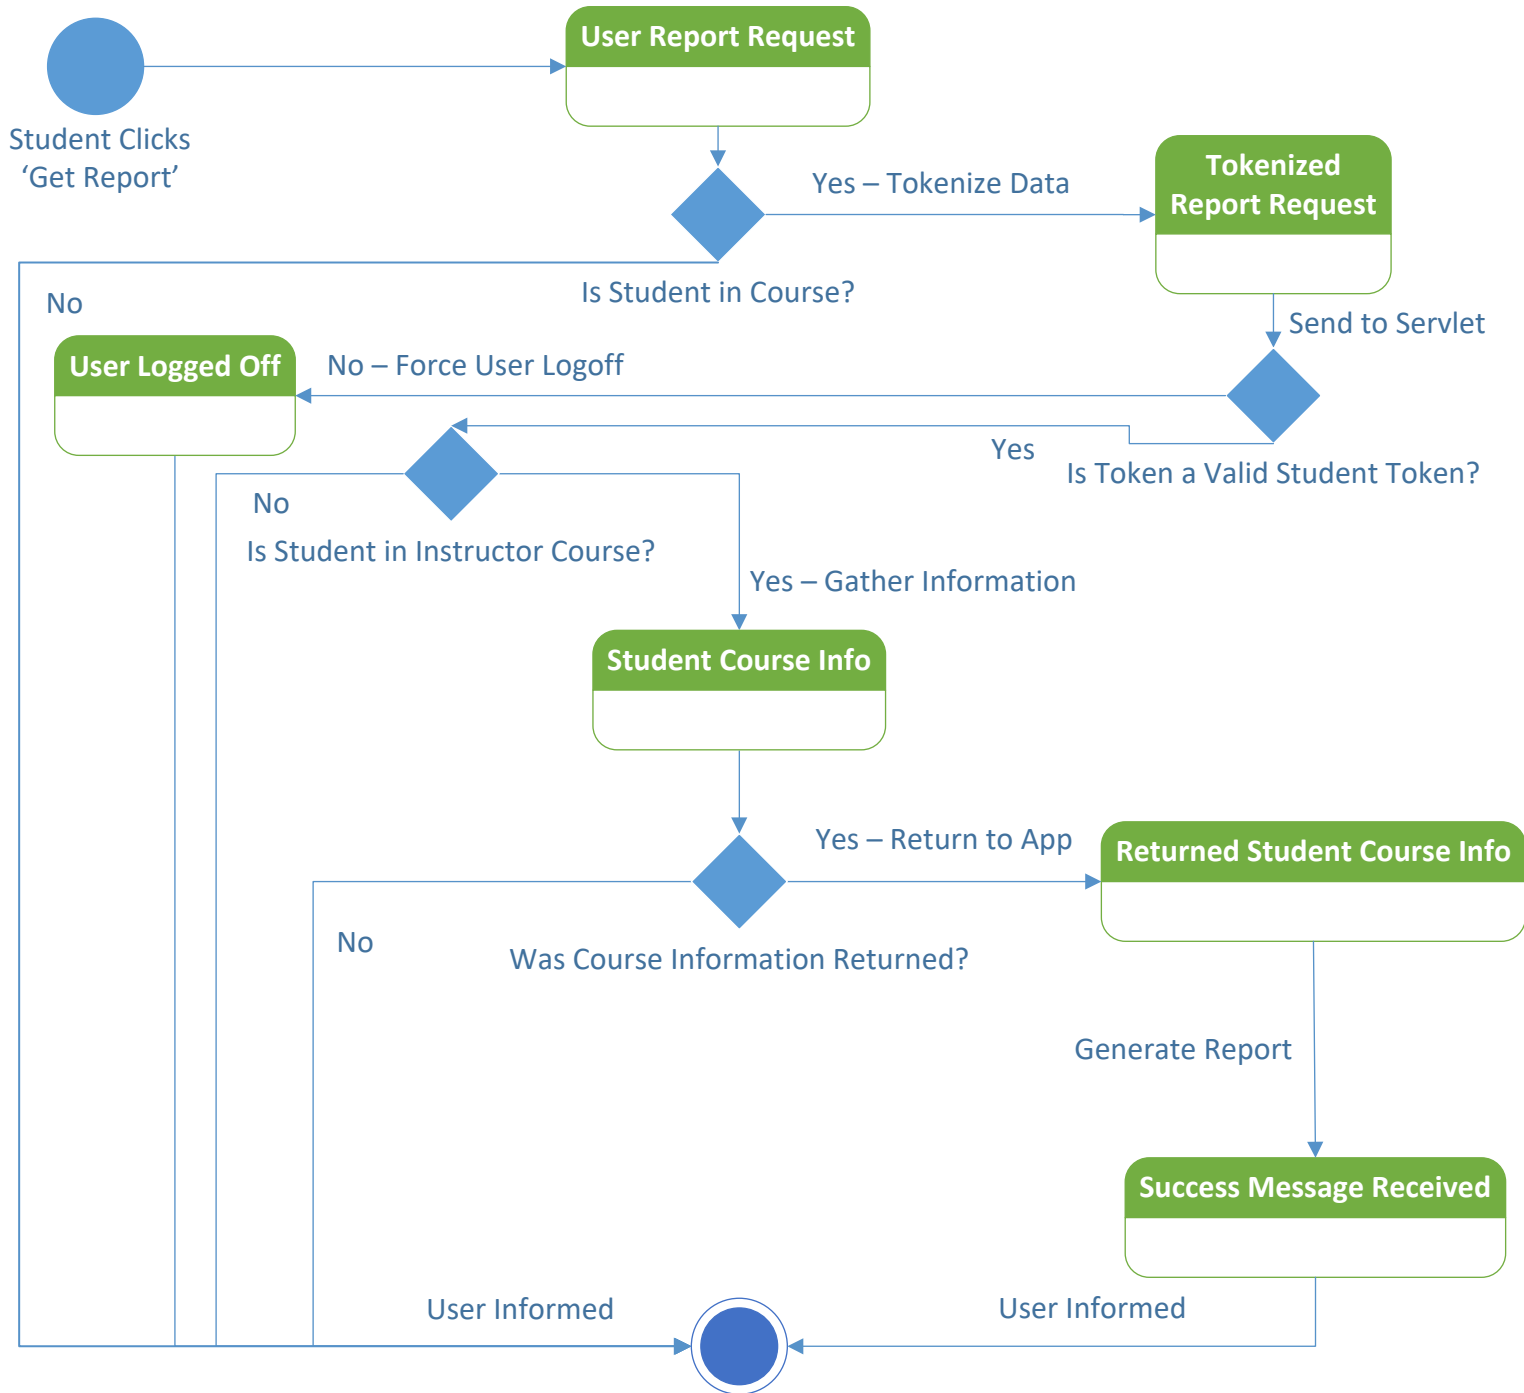 User Report Request
Student Clicks
‘Get Report’
Yes – Tokenize Data
Tokenized
Report Request
Is Student in Course?
No
Send to Servlet
User Logged Off
No – Force User Logoff
Yes
Is Token a Valid Student Token?
No
Is Student in Instructor Course?
Yes – Gather Information
Student Course Info
Yes – Return to App
Returned Student Course Info
No
Was Course Information Returned?
Generate Report
Success Message Received
User Informed
User Informed